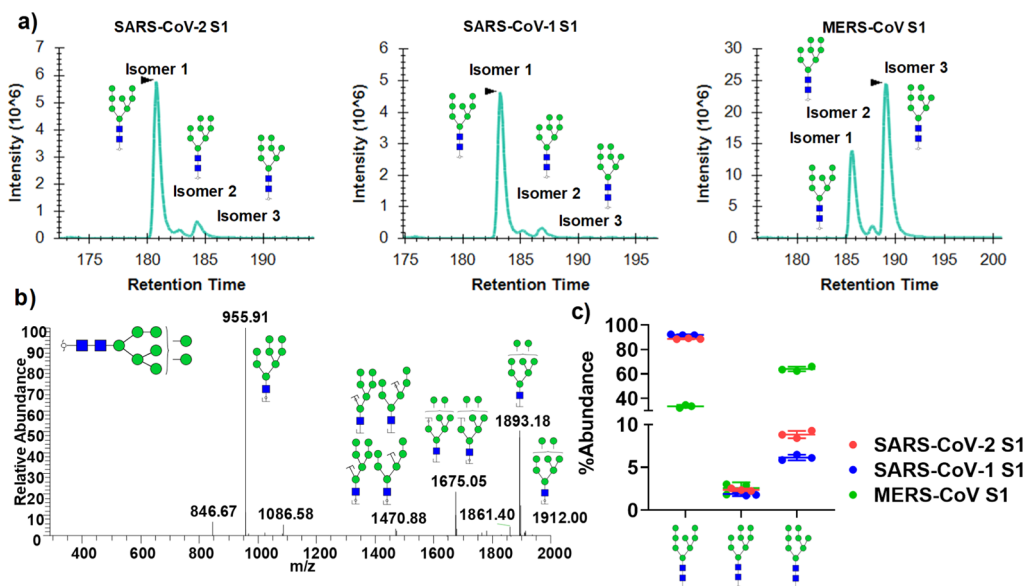 a)
SARS-CoV-2 S1
SARS-CoV-1 S1
MERS-CoV S1
Intensity (10^6)
7
6
5
4
3
2
1
0
Isomer 1
Isomer 2
Isomer 3
175
180
185
190
Retention Time
Intensity (10^6)
6
5
4
3
2
1
0
Isomer 1
Isomer 2
Isomer 3
175
180
185
190
195
Retention Time
Intensity (10^6)
30
25
20
15
10
5
0
Isomer 3
Isomer 2
Isomer 1
180
185
190
195
200
Retention Time
b)
Relative Abundance
100
90
80
70
60
50
40
30
20
10
0
955.91
1893.18
1675.05
846.67
1086.58
1470.88
1861.40
1912.00
400
600
800
1000
1200
1400
1600
1800
2000
m/z
c)
%Abundance
100
80
60
40
10
5
0
SARS-CoV-2 S1
SARS-CoV-1 S1
MERS-CoV S1